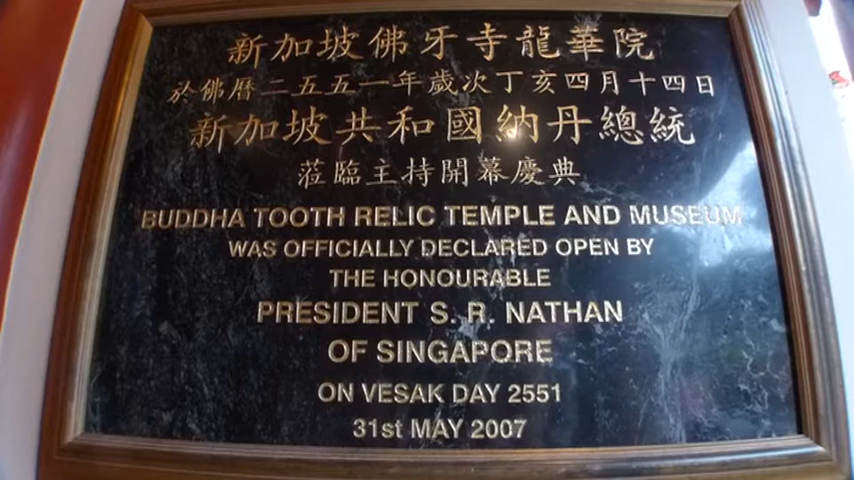 新加坡佛牙寺龍華院
於佛曆二五五一年歲次丁亥四月十四日
新加坡共和國納丹總統
蒞臨主持開幕慶典
BUDDHA TOOTH RELIC TEMPLE AND MUSEUM
WAS OFFICIALLY DECLARED OPEN BY
THE HONOURABLE
PRESIDENT S. R. NATHAN
OF SINGAPORE
ON VESAK DAY 2551
31st MAY 2007